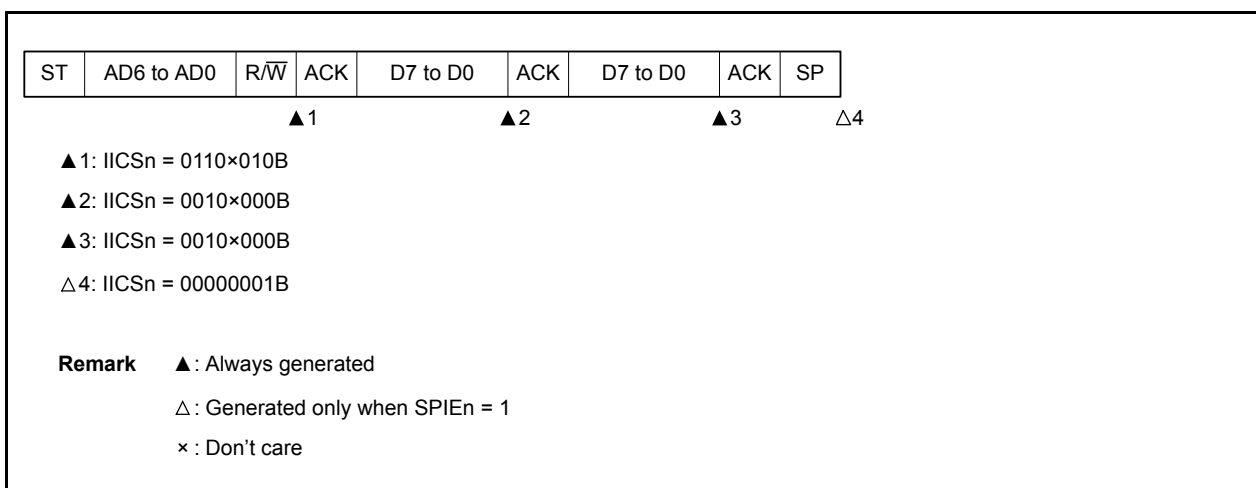 ST AD6 to AD0 R/W̅ ACK D7 to D0 ACK D7 to D0 ACK SP
▲1 ▲2 ▲3 △4
▲1: IICSn = 0110×010B
▲2: IICSn = 0010×000B
▲3: IICSn = 0010×000B
△4: IICSn = 00000001B
Remark ▲: Always generated
△: Generated only when SPIEn = 1
×: Don't care